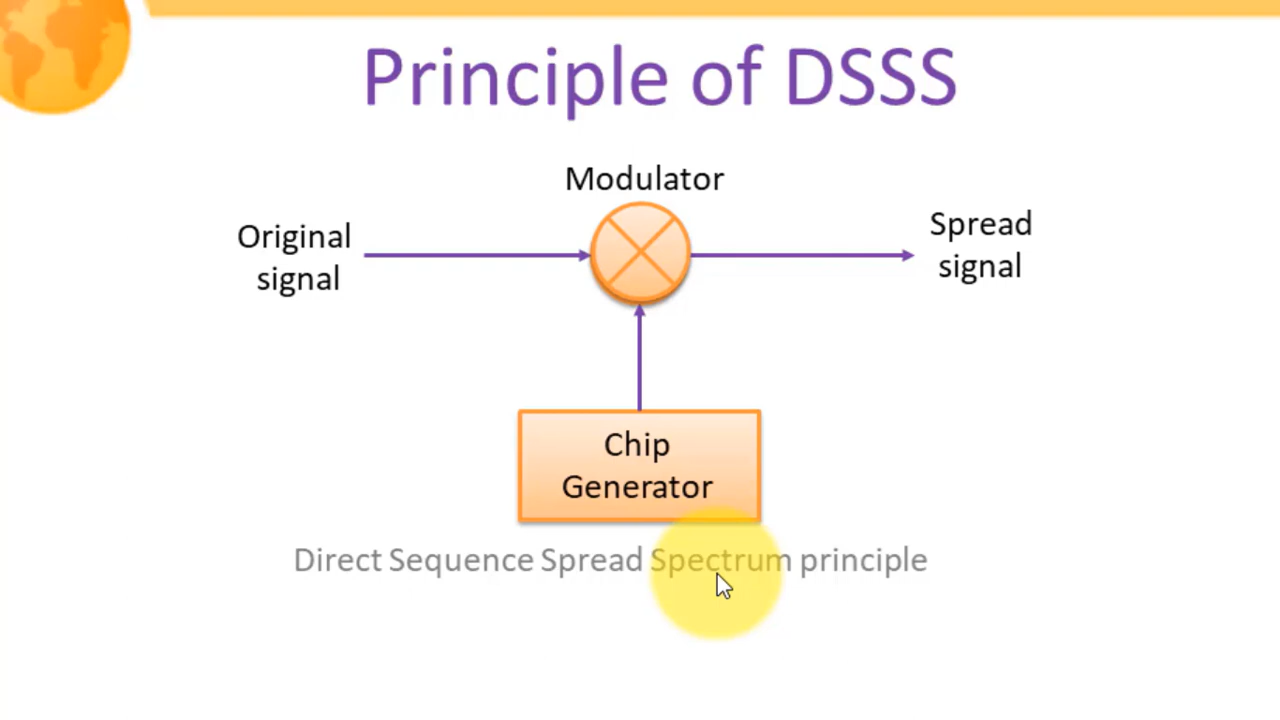 Principle of DSSS
Modulator
Original
signal
Spread
signal
Chip
Generator
Direct Sequence Spread Spectrum principle